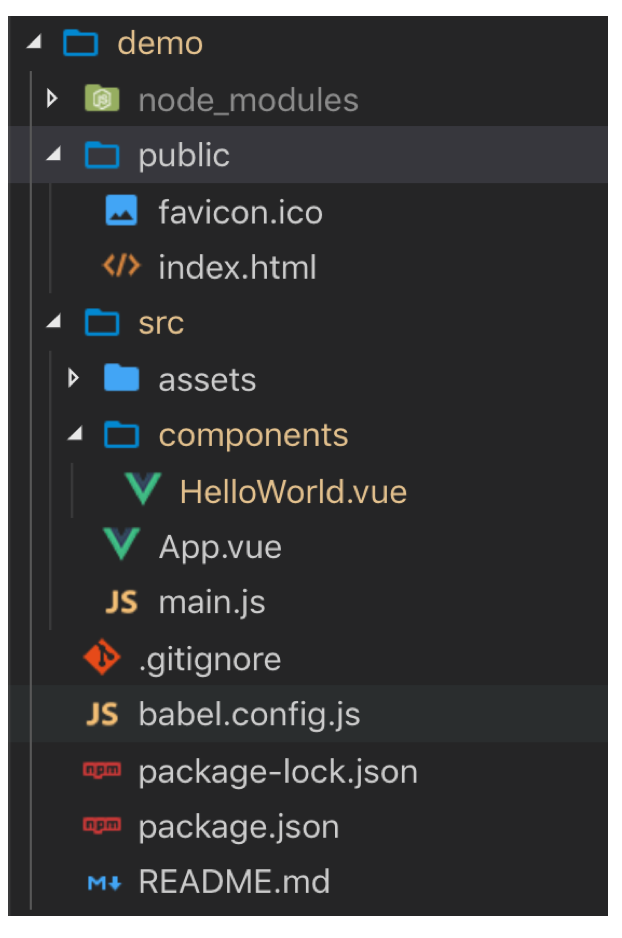 demo
node_modules
public
favicon.ico
index.html
src
assets
components
HelloWorld.vue
App.vue
JS main.js
.gitignore
JS babel.config.js
npm package-lock.json
npm package.json
M README.md